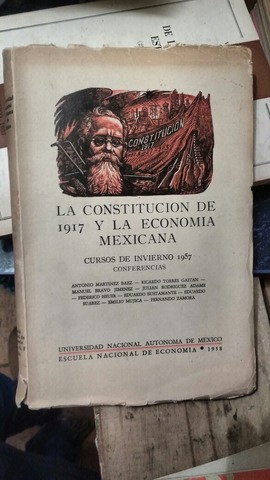 CONSTITUCION
1917
LA CONSTITUCION DE
1917 Y LA ECONOMIA
MEXICANA
CURSOS DE INVIERNO 1957
CONFERENCIAS
ANTONIO MARTINEZ BAEZ — RICARDO TORRES GAITAN —
MANUEL BRAVO JIMENEZ — JULIAN RODRIGUEZ ADAME
— FEDERICO HEUER — EDUARDO BUSTAMANTE — EDUARDO
SUAREZ — EMILIO MUJICA — FERNANDO ZAMORA
UNIVERSIDAD NACIONAL AUTONOMA DE MEXICO
ESCUELA NACIONAL DE ECONOMIA * 1958